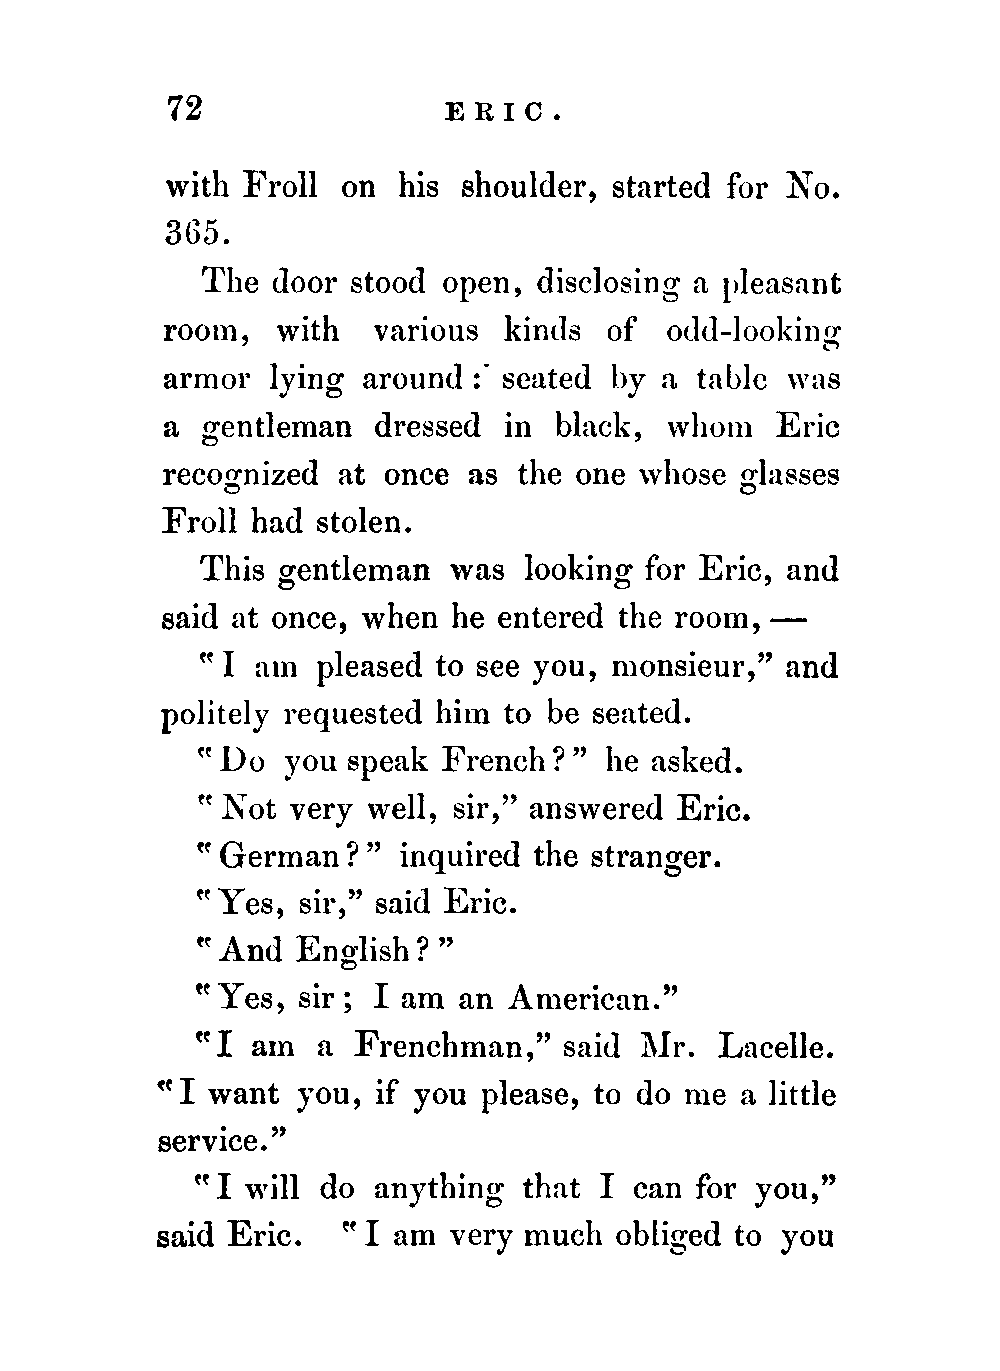 72 ERIC.
with Froll on his shoulder, started for No.
365.
The door stood open, disclosing a pleasant
room, with various kinds of odd-looking
armor lying around: seated by a table was
a gentleman dressed in black, whom Eric
recognized at once as the one whose glasses
Froll had stolen.
This gentleman was looking for Eric, and
said at once, when he entered the room, —
"I am pleased to see you, monsieur," and
politely requested him to be seated.
"Do you speak French?" he asked.
"Not very well, sir," answered Eric.
"German?" inquired the stranger.
"Yes, sir," said Eric.
"And English?"
"Yes, sir; I am an American."
"I am a Frenchman," said Mr. Lacelle.
"I want you, if you please, to do me a little
service."
"I will do anything that I can for you,"
said Eric. "I am very much obliged to you